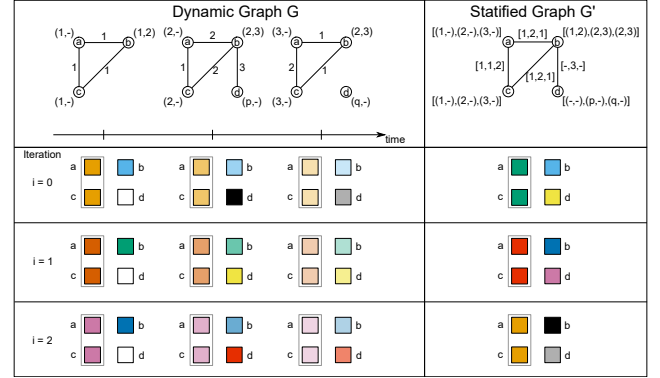 Dynamic Graph G
Statified Graph G'
(1,-) a 1 b (1,2)
1 1
c
(1,-)
(2,-) a 2 b (2,3)
1 2 3
c d
(2,-) (p,-)
(3,-) a 1 b (2,3)
2 1
c d
(3,-) (q,-)
time
[(1,-),(2,-),(3,-)] a [1,2,1] b [(1,2),(2,3),(2,3)]
[1,1,2] [1,2,1] [-,3,-]
c d
[(1,-),(2,-),(3,-)] [(-,-),(p,-),(q,-)]
Iteration
i = 0
a b a b a b a b
c d c d c d c d
i = 1
a b a b a b a b
c d c d c d c d
i = 2
a b a b a b a b
c d c d c d c d